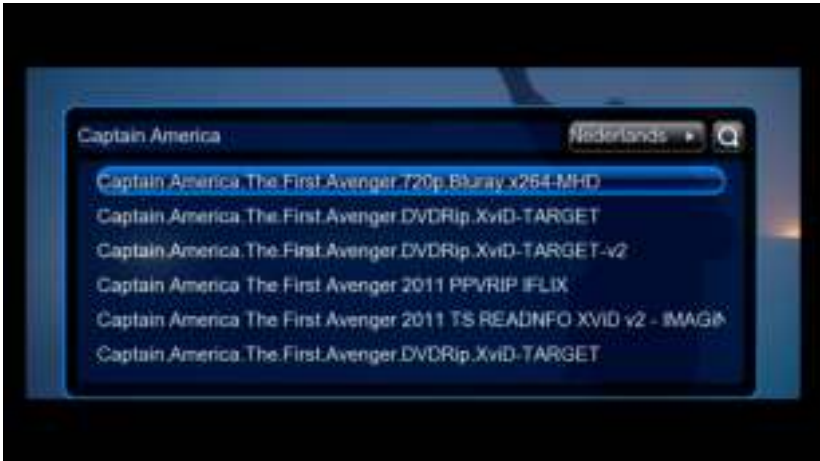 Captain America
Nederlands
Captain.America.The.First.Avenger.720p.Bluray.x264-MHD
Captain.America.The.First.Avenger.DVDRip.XviD-TARGET
Captain.America.The.First.Avenger.DVDRip.XviD-TARGET-v2
Captain America The First Avenger 2011 PPVRIP IFLIX
Captain America The First Avenger 2011 TS READNFO XViD v2 - IMAGiN
Captain.America.The.First.Avenger.DVDRip.XviD-TARGET